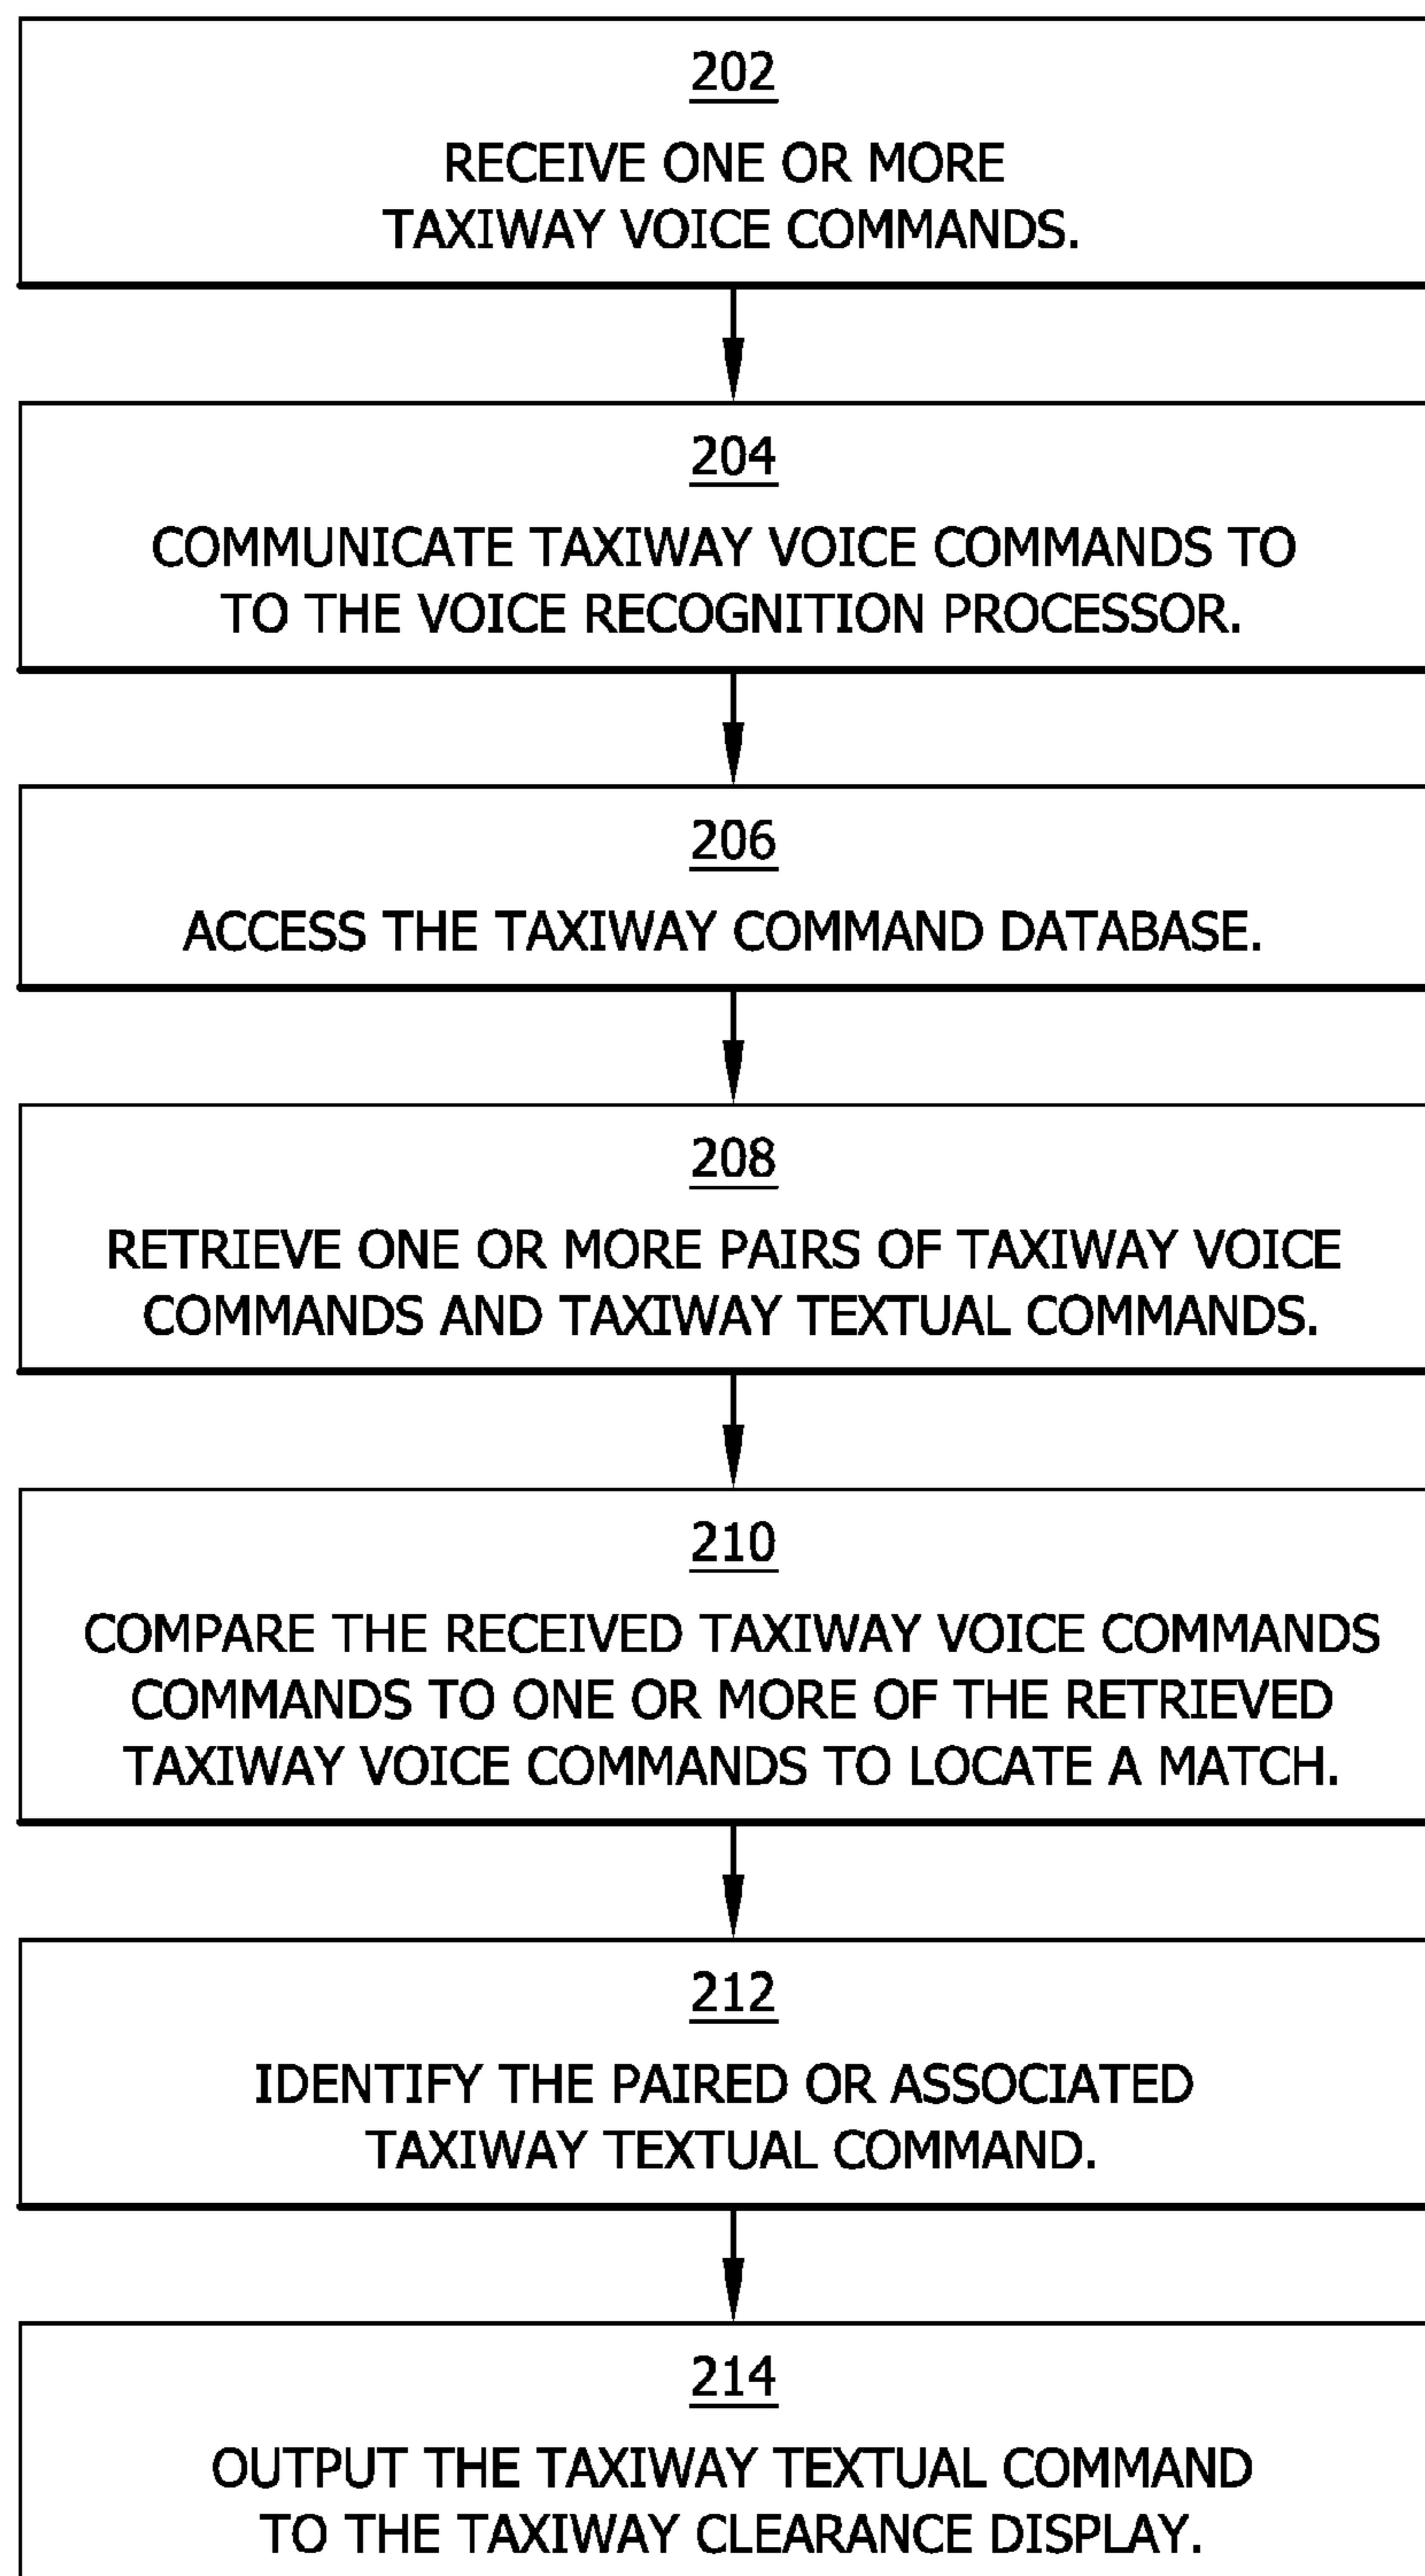 202
RECEIVE ONE OR MORE
TAXIWAY VOICE COMMANDS.
204
COMMUNICATE TAXIWAY VOICE COMMANDS TO
TO THE VOICE RECOGNITION PROCESSOR.
206
ACCESS THE TAXIWAY COMMAND DATABASE.
208
RETRIEVE ONE OR MORE PAIRS OF TAXIWAY VOICE
COMMANDS AND TAXIWAY TEXTUAL COMMANDS.
210
COMPARE THE RECEIVED TAXIWAY VOICE COMMANDS
COMMANDS TO ONE OR MORE OF THE RETRIEVED
TAXIWAY VOICE COMMANDS TO LOCATE A MATCH.
212
IDENTIFY THE PAIRED OR ASSOCIATED
TAXIWAY TEXTUAL COMMAND.
214
OUTPUT THE TAXIWAY TEXTUAL COMMAND
TO THE TAXIWAY CLEARANCE DISPLAY.